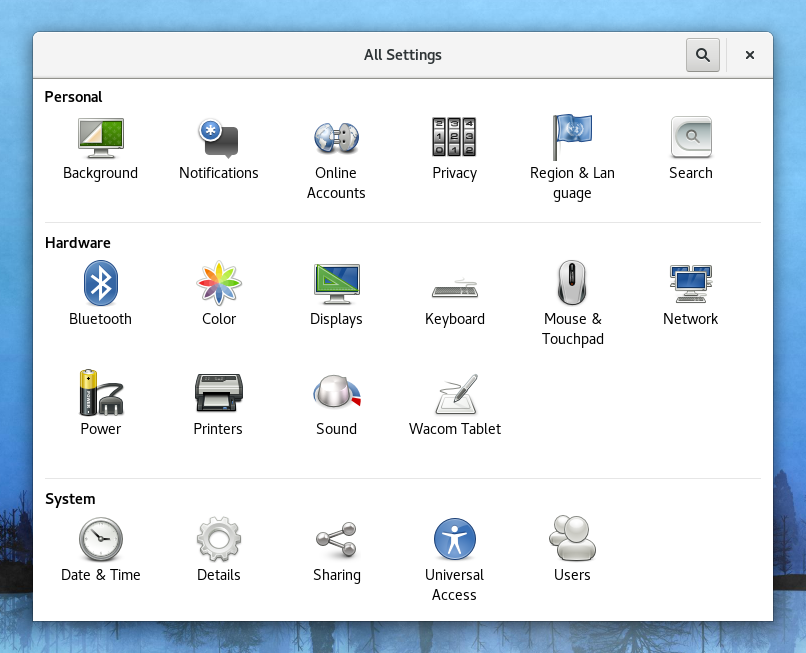 All Settings
Personal
Background
Notifications
Online
Accounts
Privacy
Region & Lan
guage
Search
Hardware
Bluetooth
Color
Displays
Keyboard
Mouse &
Touchpad
Network
Power
Printers
Sound
Wacom Tablet
System
Date & Time
Details
Sharing
Universal
Access
Users